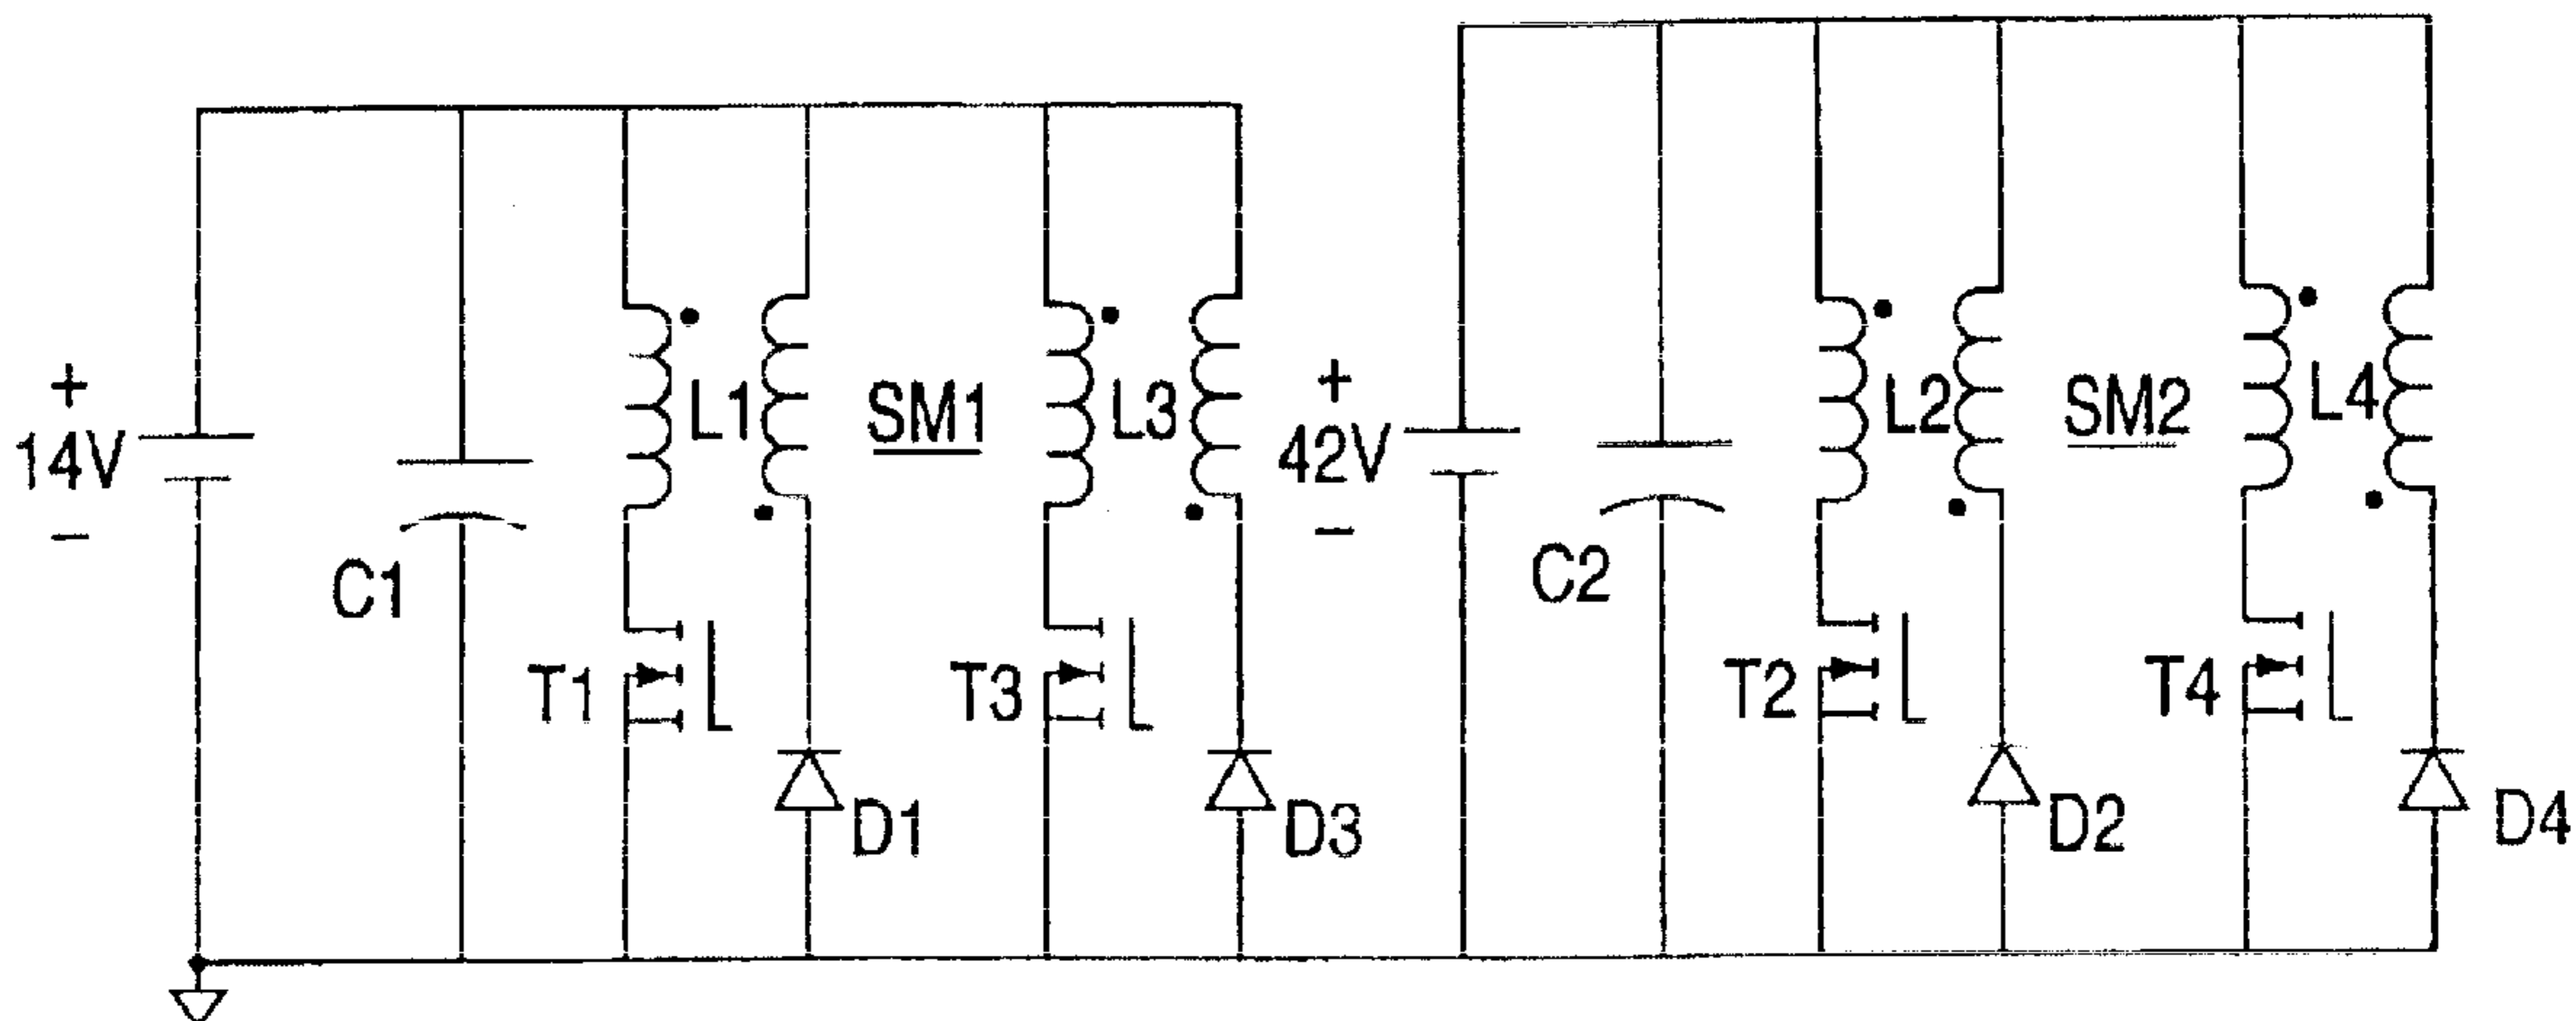 +
14V
−
C1
L1
SM1
L3
T1
D1
T3
D3
+
42V
−
C2
L2
SM2
L4
T2
D2
T4
D4